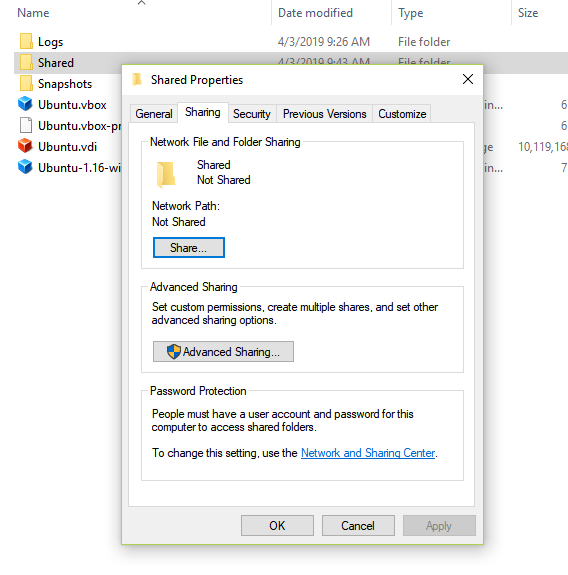 Name Date modified Type Size
Logs 4/3/2019 9:26 AM File folder
Shared 4/3/2019 9:43 AM File folder
Snapshots
Shared Properties
Ubuntu.vbox in... 6
General Sharing Security Previous Versions Customize
Ubuntu.vbox-pr 6
Network File and Folder Sharing
Ubuntu.vdi ge 10,119,168
Shared
Ubuntu-1.16-wi in... 7
Not Shared
Network Path:
Not Shared
Share...
Advanced Sharing
Set custom permissions, create multiple shares, and set other
advanced sharing options.
Advanced Sharing...
Password Protection
People must have a user account and password for this
computer to access shared folders.
To change this setting, use the Network and Sharing Center.
OK Cancel Apply